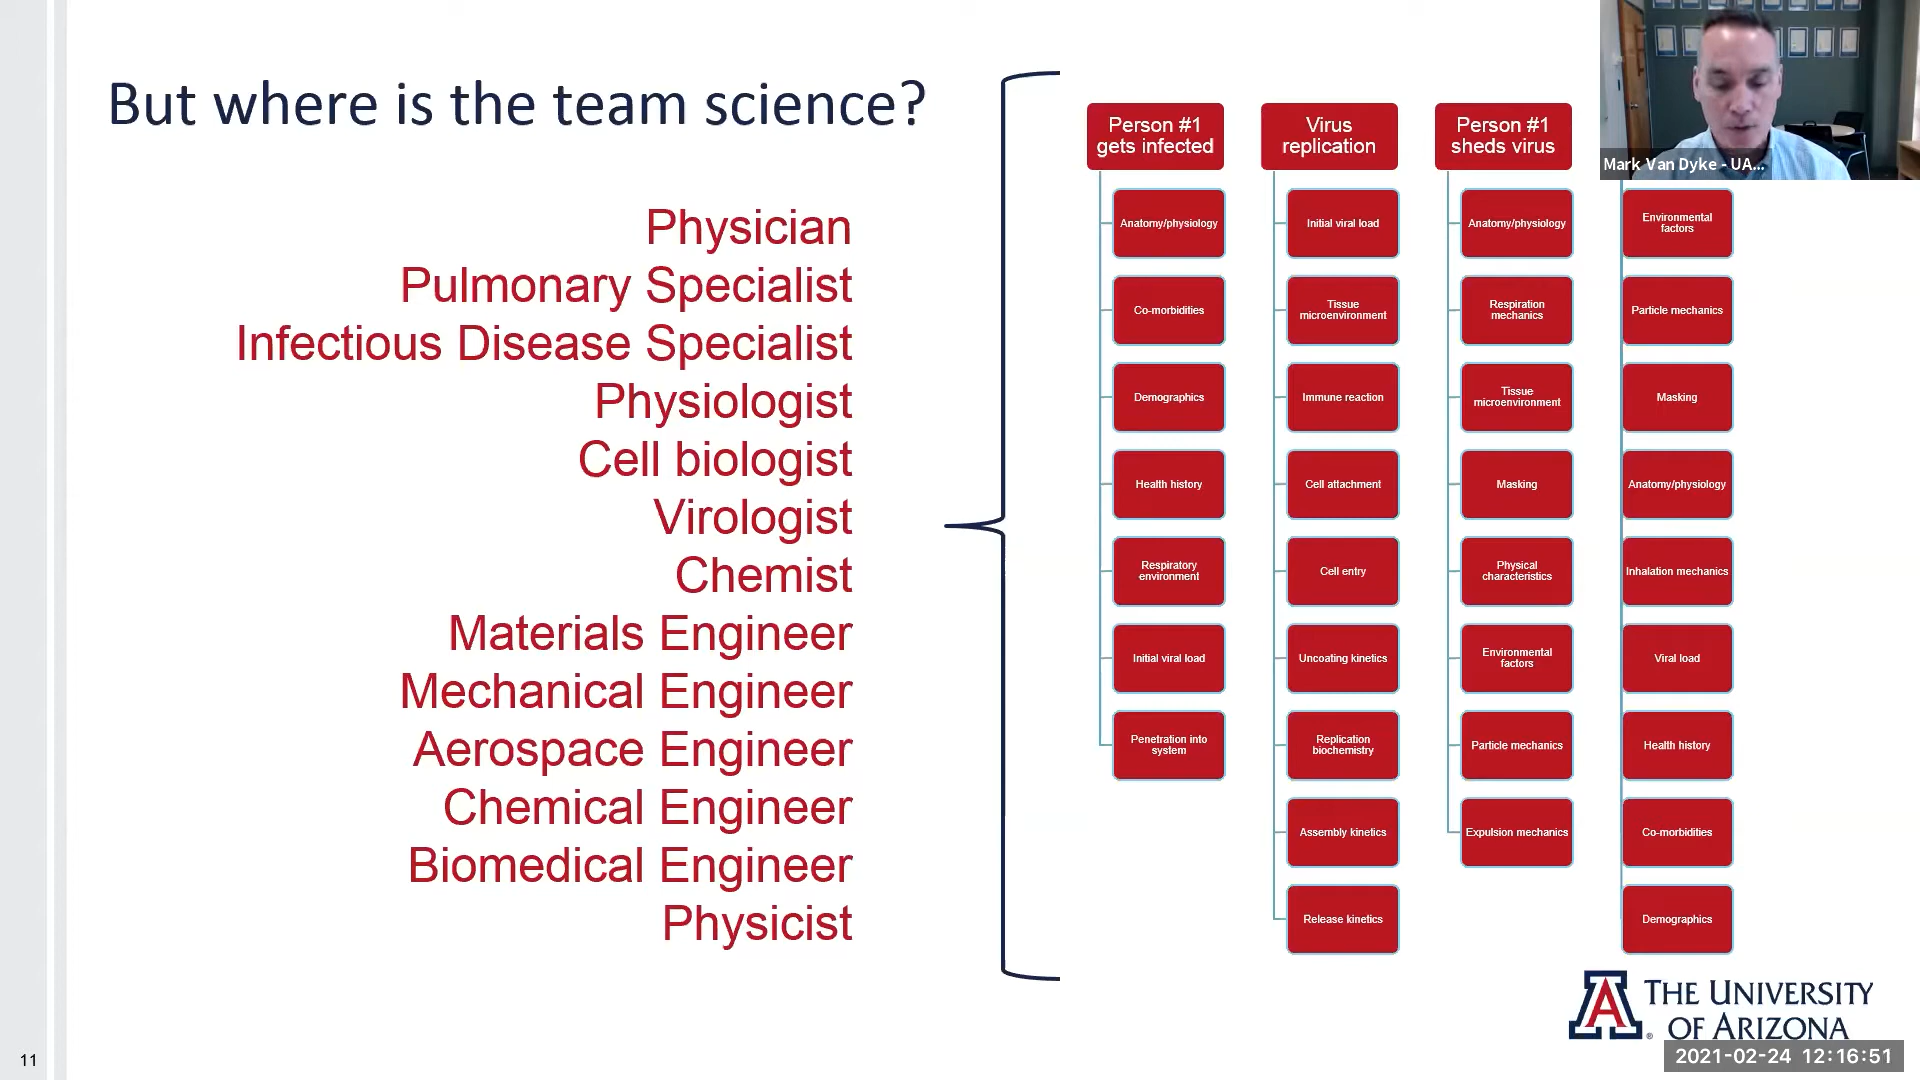 But where is the team science?
Physician
Pulmonary Specialist
Infectious Disease Specialist
Physiologist
Cell biologist
Virologist
Chemist
Materials Engineer
Mechanical Engineer
Aerospace Engineer
Chemical Engineer
Biomedical Engineer
Physicist
Person #1
gets infected
Anatomy/physiology
Co-morbidities
Demographics
Health history
Respiratory
environment
Initial viral load
Penetration into
system
Virus
replication
Initial viral load
Tissue
microenvironment
Immune reaction
Cell attachment
Cell entry
Uncoating kinetics
Replication
biochemistry
Assembly kinetics
Release kinetics
Person #1
sheds virus
Anatomy/physiology
Respiration
mechanics
Tissue
microenvironment
Masking
Physical
characteristics
Environmental
factors
Particle mechanics
Expulsion mechanics
Mark Van Dyke - UA...
Environmental
factors
Particle mechanics
Masking
Anatomy/physiology
Inhalation mechanics
Viral load
Health history
Co-morbidities
Demographics
A
THE UNIVERSITY
OF ARIZONA
®
11
2021-02-24 12:16:51